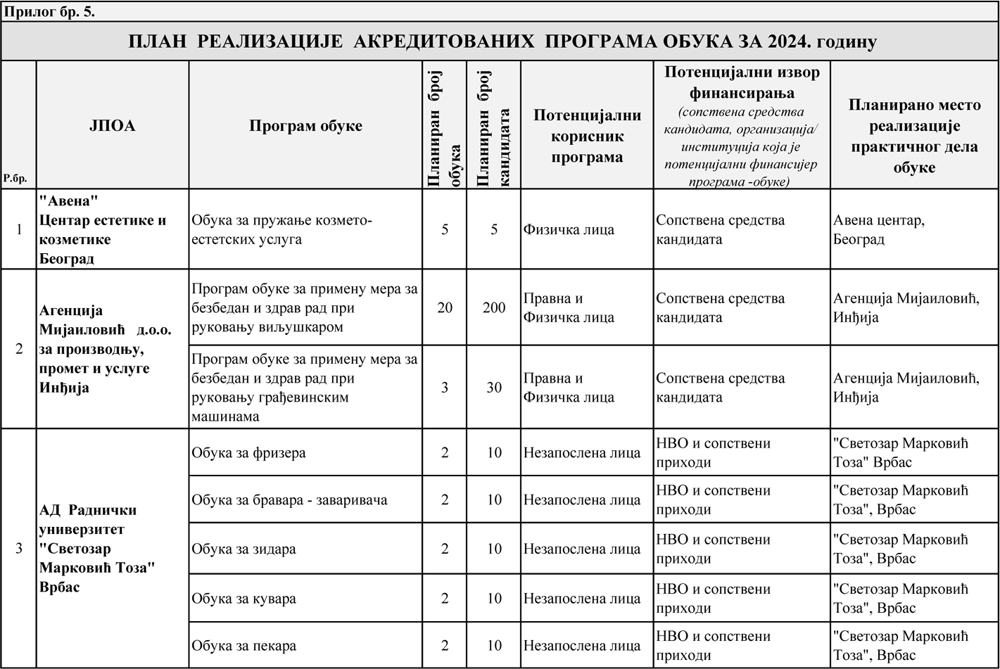 Прилог бр. 5.
ПЛАН РЕАЛИЗАЦИЈЕ АКРЕДИТОВАНИХ ПРОГРАМА ОБУКА ЗА 2024. годину
Р.бр.
ЈПОА
Програм обуке
Планиран број
обука
Планиран број
кандидата
Потенцијални
корисник
програма
Потенцијални извор
финансирања
(сопствена средства
кандидата, организација/
институција која је
потенцијални финансијер
програма -обуке)
Планирано место
реализације
практичног дела
обуке
1
"Авена"
Центар естетике и
козметике
Београд
Обука за пружање козмето-
естетских услуга
5
5
Физичка лица
Сопствена средства
кандидата
Авена центар,
Београд
2
Агенција
Мијаиловић д.о.о.
за производњу,
промет и услуге
Инђија
Програм обуке за примену мера за
безбедан и здрав рад при
руковању виљушкаром
20
200
Правна и
Физичка лица
Сопствена средства
кандидата
Агенција Мијаиловић,
Инђија
Програм обуке за примену мера за
безбедан и здрав рад при
руковању грађевинским
машинама
3
30
Правна и
Физичка лица
Сопствена средства
кандидата
Агенција Мијаиловић,
Инђија
3
АД Раднички
универзитет
"Светозар
Марковић Тоза"
Врбас
Обука за фризера
2
10
Незапослена лица
НВО и сопствени
приходи
"Светозар Марковић
Тоза" Врбас
Обука за бравара - заваривача
2
10
Незапослена лица
НВО и сопствени
приходи
"Светозар Марковић
Тоза", Врбас
Обука за зидара
2
10
Незапослена лица
НВО и сопствени
приходи
"Светозар Марковић
Тоза", Врбас
Обука за кувара
2
10
Незапослена лица
НВО и сопствени
приходи
"Светозар Марковић
Тоза", Врбас
Обука за пекара
2
10
Незапослена лица
НВО и сопствени
приходи
"Светозар Марковић
Тоза", Врбас